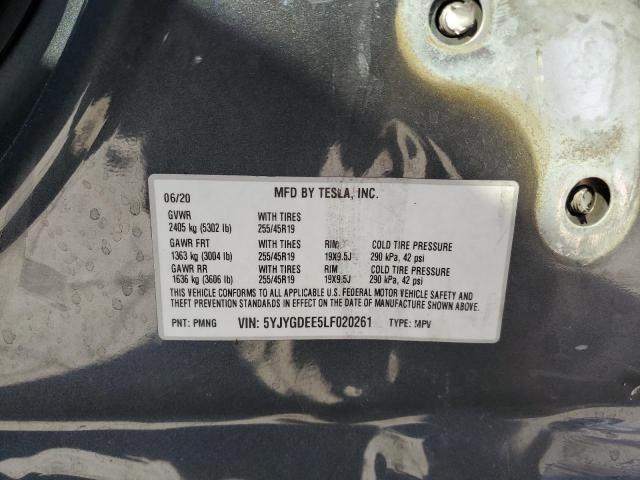 06/20 MFD BY TESLA, INC.
GVWR WITH TIRES
2405 kg (5302 lb) 255/45R19
GAWR FRT WITH TIRES RIM COLD TIRE PRESSURE
1363 kg (3004 lb) 255/45R19 19X9.5J 290 kPa, 42 psi
GAWR RR WITH TIRES RIM COLD TIRE PRESSURE
1636 kg (3606 lb) 255/45R19 19X9.5J 290 kPa, 42 psi
THIS VEHICLE CONFORMS TO ALL APPLICABLE U.S. FEDERAL MOTOR VEHICLE SAFETY AND
THEFT PREVENTION STANDARDS IN EFFECT ON THE DATE OF MANUFACTURE SHOWN ABOVE.
PNT: PMNG VIN: 5YJYGDEE5LF020261 TYPE: MPV